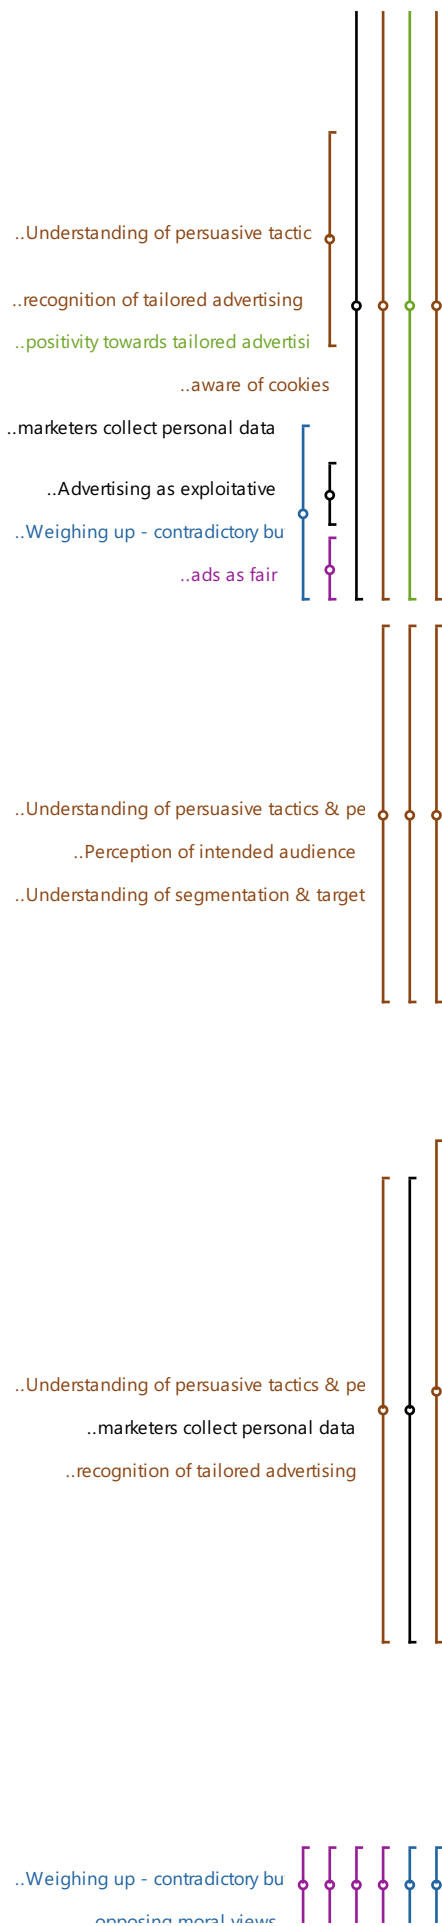 ..Understanding of persuasive tactic
..recognition of tailored advertising
..positivity towards tailored advertisi
..aware of cookies
..marketers collect personal data
..Advertising as exploitative
..Weighing up - contradictory bu
..ads as fair
..Understanding of persuasive tactics & pe
..Perception of intended audience
..Understanding of segmentation & target
..Understanding of persuasive tactics & pe
..marketers collect personal data
..recognition of tailored advertising
..Weighing up - contradictory bu
opposing moral views